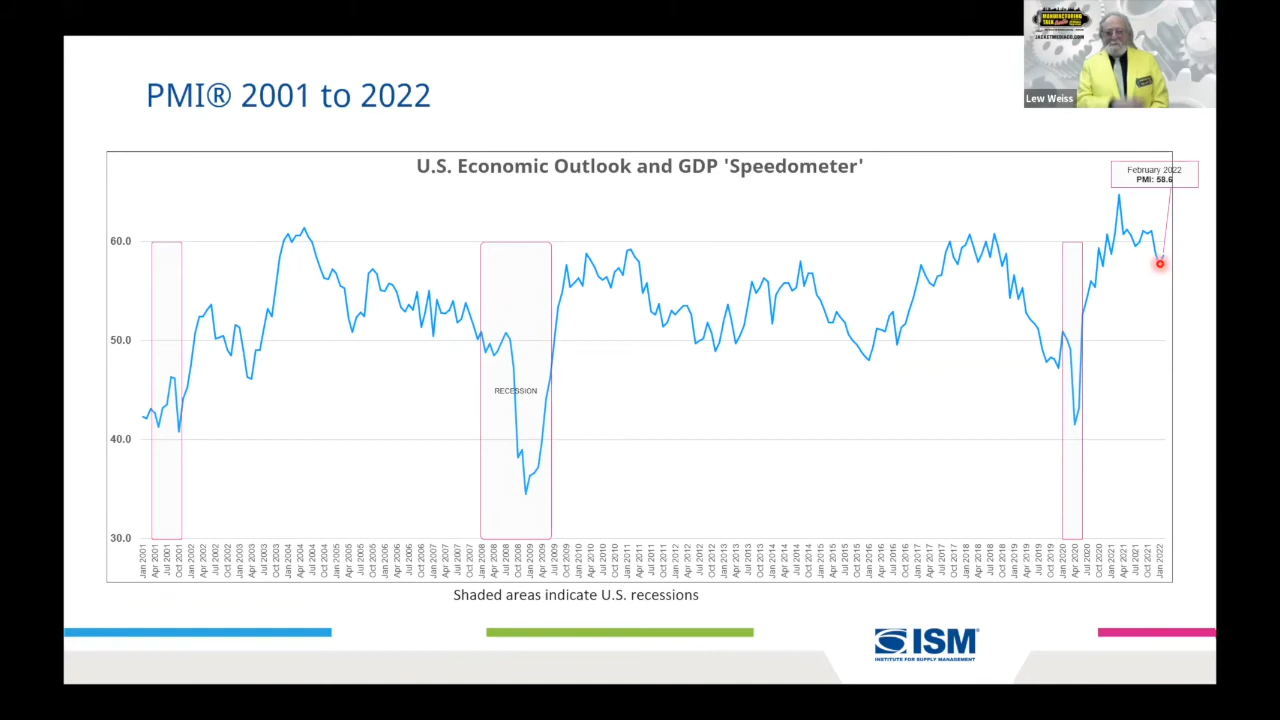 MANUFACTURING
TALK
JACKETMEDIACO.COM
Lew Weiss
PMI® 2001 to 2022
U.S. Economic Outlook and GDP 'Speedometer'
February 2022
PMI: 58.6
60.0
50.0
40.0
30.0
RECESSION
Jan 2001
Apr 2001
Jul 2001
Oct 2001
Jan 2002
Apr 2002
Jul 2002
Oct 2002
Jan 2003
Apr 2003
Jul 2003
Oct 2003
Jan 2004
Apr 2004
Jul 2004
Oct 2004
Jan 2005
Apr 2005
Jul 2005
Oct 2005
Jan 2006
Apr 2006
Jul 2006
Oct 2006
Jan 2007
Apr 2007
Jul 2007
Oct 2007
Jan 2008
Apr 2008
Jul 2008
Oct 2008
Jan 2009
Apr 2009
Jul 2009
Oct 2009
Jan 2010
Apr 2010
Jul 2010
Oct 2010
Jan 2011
Apr 2011
Jul 2011
Oct 2011
Jan 2012
Apr 2012
Jul 2012
Oct 2012
Jan 2013
Apr 2013
Jul 2013
Oct 2013
Jan 2014
Apr 2014
Jul 2014
Oct 2014
Jan 2015
Apr 2015
Jul 2015
Oct 2015
Jan 2016
Apr 2016
Jul 2016
Oct 2016
Jan 2017
Apr 2017
Jul 2017
Oct 2017
Jan 2018
Apr 2018
Jul 2018
Oct 2018
Jan 2019
Apr 2019
Jul 2019
Oct 2019
Jan 2020
Apr 2020
Jul 2020
Oct 2020
Jan 2021
Apr 2021
Jul 2021
Oct 2021
Jan 2022
Shaded areas indicate U.S. recessions
ISM®
INSTITUTE FOR SUPPLY MANAGEMENT